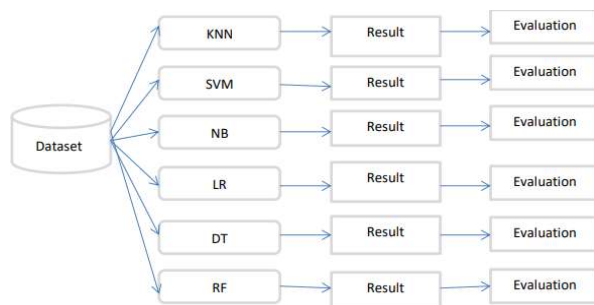 KNN
Result
Evaluation
SVM
Result
Evaluation
Dataset
NB
Result
Evaluation
LR
Result
Evaluation
DT
Result
Evaluation
RF
Result
Evaluation